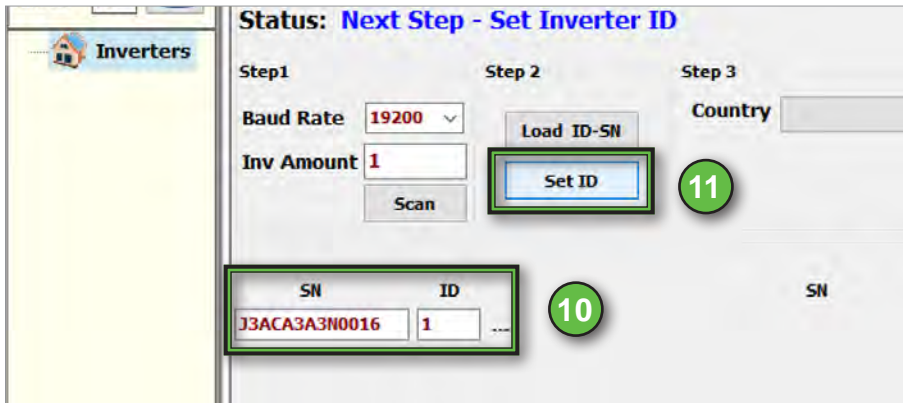 Status: Next Step - Set Inverter ID
Inverters
Step1
Step 2
Step 3
Baud Rate 19200
Load ID-SN
Country
Inv Amount 1
Set ID
11
Scan
SN ID
SN
J3ACA3A3N0016 1 ...
10